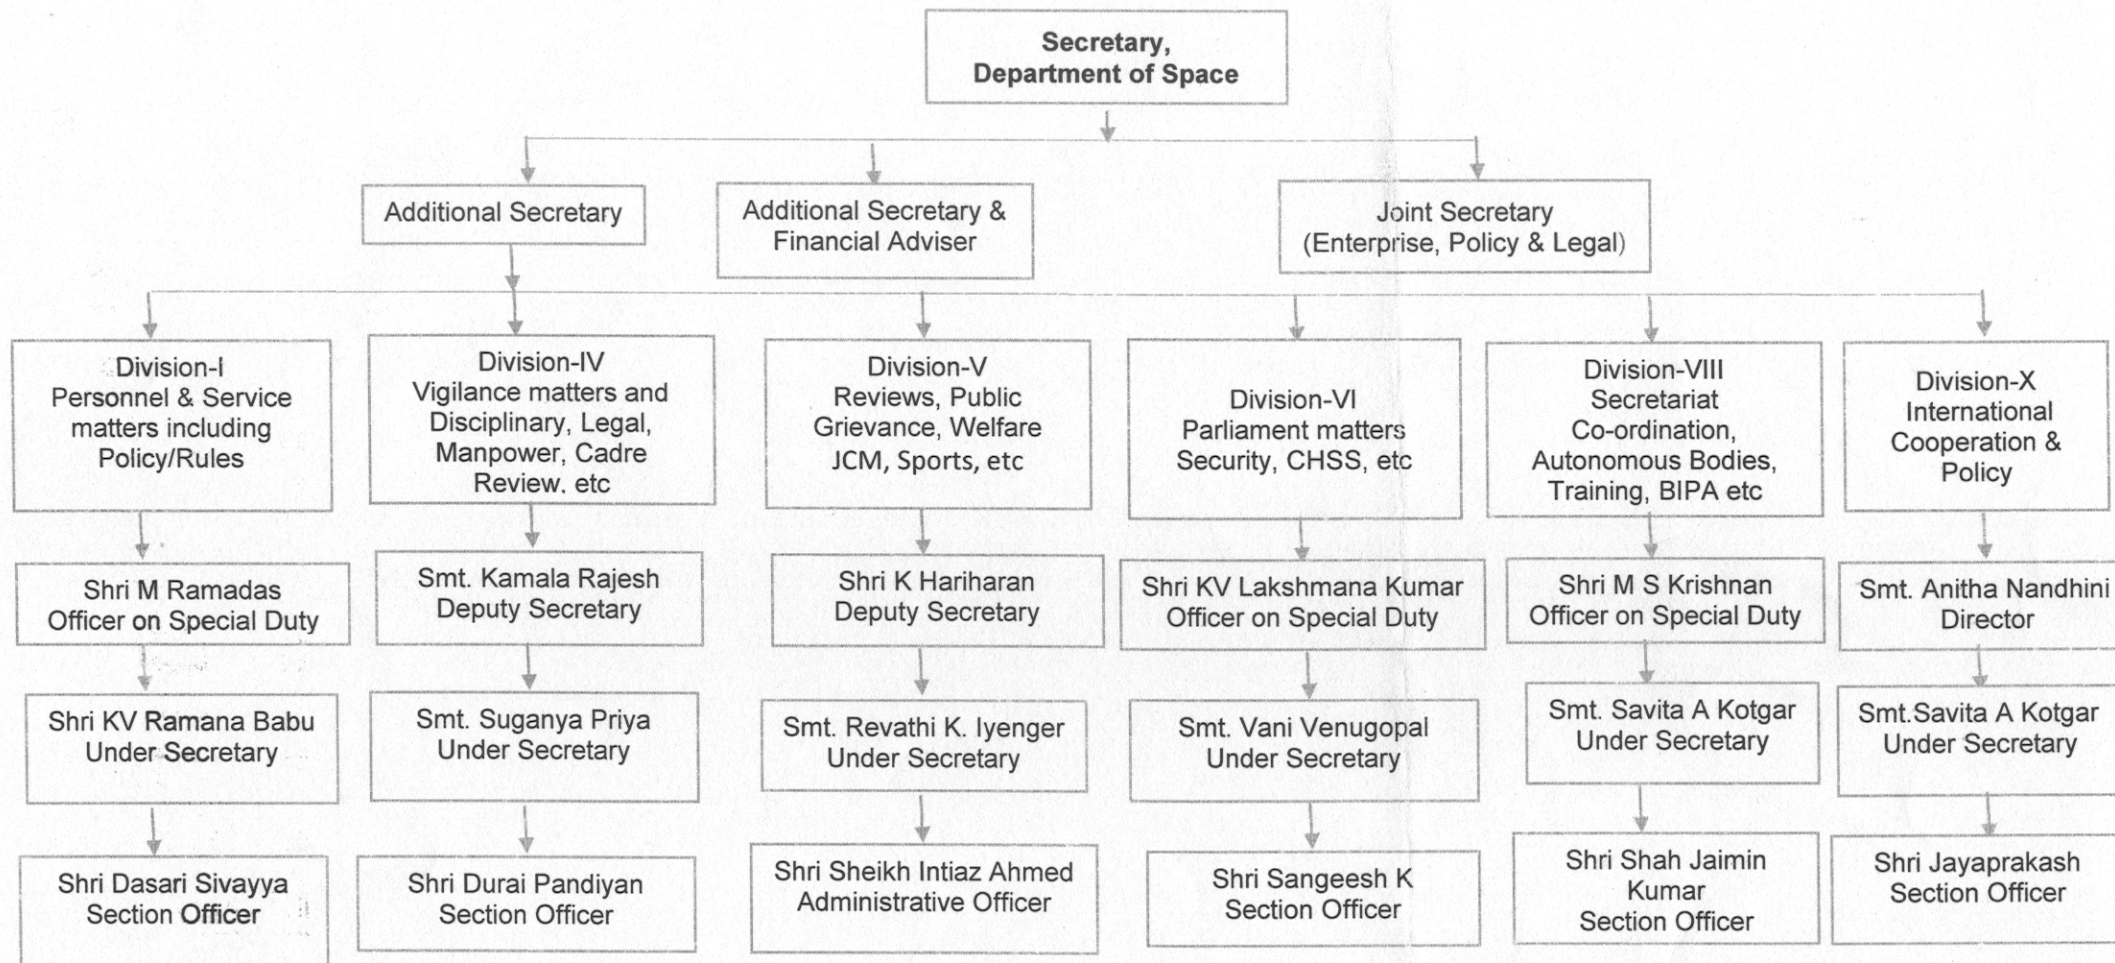 Secretary,
Department of Space
Additional Secretary
Additional Secretary &
Financial Adviser
Joint Secretary
(Enterprise, Policy & Legal)
Division-I
Personnel & Service
matters including
Policy/Rules
Division-IV
Vigilance matters and
Disciplinary, Legal,
Manpower, Cadre
Review, etc
Division-V
Reviews, Public
Grievance, Welfare
JCM, Sports, etc
Division-VI
Parliament matters
Security, CHSS, etc
Division-VIII
Secretariat
Co-ordination,
Autonomous Bodies,
Training, BIPA etc
Division-X
International
Cooperation &
Policy
Shri M Ramadas
Officer on Special Duty
Smt. Kamala Rajesh
Deputy Secretary
Shri K Hariharan
Deputy Secretary
Shri KV Lakshmana Kumar
Officer on Special Duty
Shri M S Krishnan
Officer on Special Duty
Smt. Anitha Nandhini
Director
Shri KV Ramana Babu
Under Secretary
Smt. Suganya Priya
Under Secretary
Smt. Revathi K. Iyenger
Under Secretary
Smt. Vani Venugopal
Under Secretary
Smt. Savita A Kotgar
Under Secretary
Smt.Savita A Kotgar
Under Secretary
Shri Dasari Sivayya
Section Officer
Shri Durai Pandiyan
Section Officer
Shri Sheikh Intiaz Ahmed
Administrative Officer
Shri Sangeesh K
Section Officer
Shri Shah Jaimin
Kumar
Section Officer
Shri Jayaprakash
Section Officer